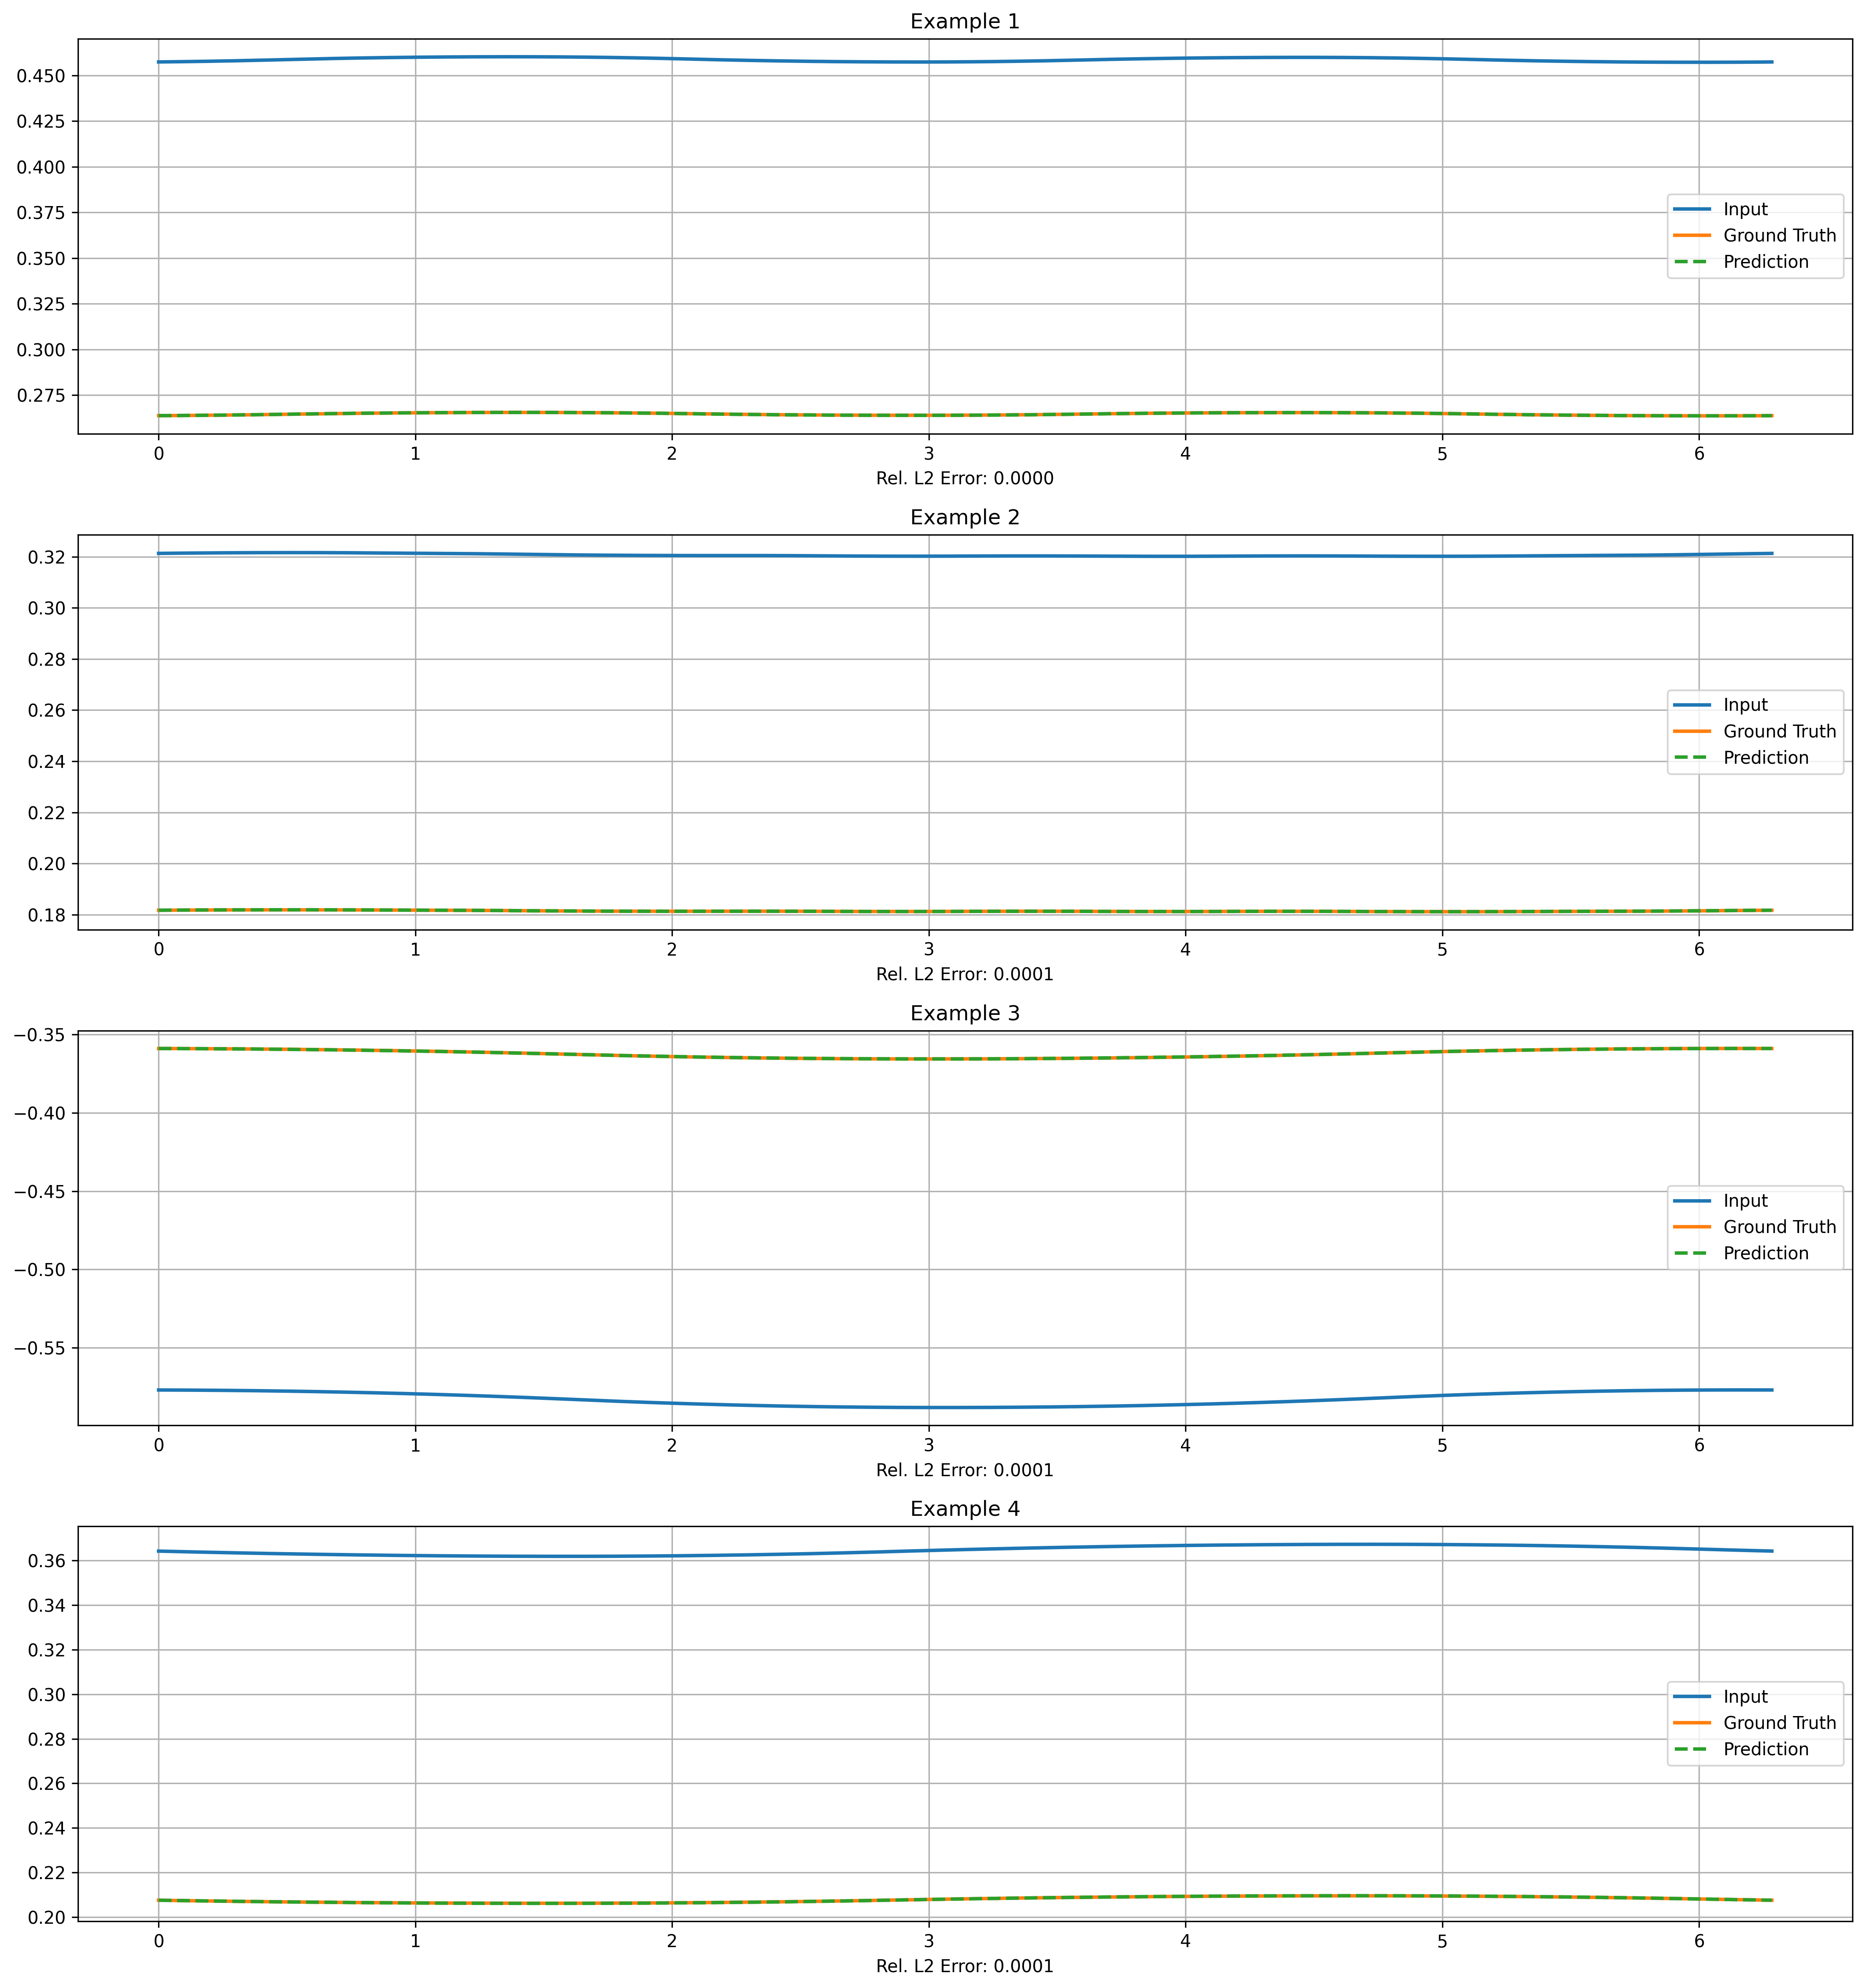 Example 1
0.450
0.425
0.400
0.375
0.350
0.325
0.300
0.275
Input
Ground Truth
Prediction
0 1 2 3 4 5 6
Rel. L2 Error: 0.0000
Example 2
0.32
0.30
0.28
0.26
0.24
0.22
0.20
0.18
Input
Ground Truth
Prediction
0 1 2 3 4 5 6
Rel. L2 Error: 0.0001
Example 3
−0.35
−0.40
−0.45
−0.50
−0.55
Input
Ground Truth
Prediction
0 1 2 3 4 5 6
Rel. L2 Error: 0.0001
Example 4
0.36
0.34
0.32
0.30
0.28
0.26
0.24
0.22
0.20
Input
Ground Truth
Prediction
0 1 2 3 4 5 6
Rel. L2 Error: 0.0001